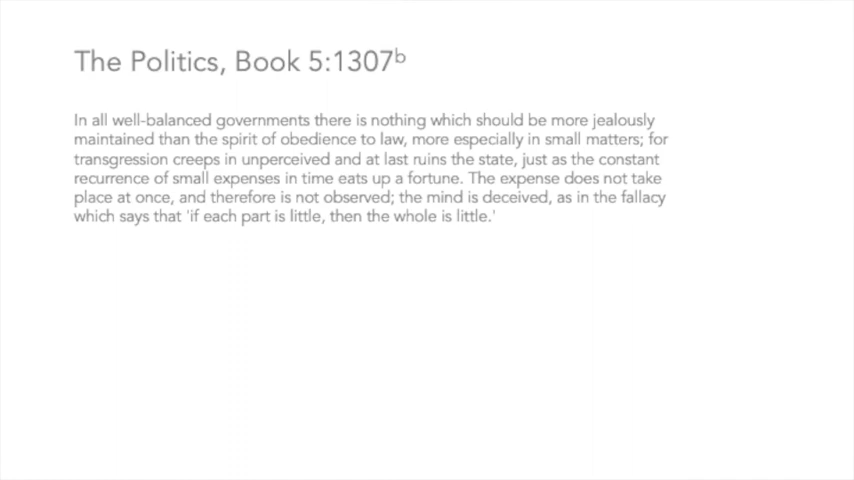 The Politics, Book 5:1307ᵇ
In all well-balanced governments there is nothing which should be more jealously
maintained than the spirit of obedience to law, more especially in small matters; for
transgression creeps in unperceived and at last ruins the state, just as the constant
recurrence of small expenses in time eats up a fortune. The expense does not take
place at once, and therefore is not observed; the mind is deceived, as in the fallacy
which says that 'if each part is little, then the whole is little.'